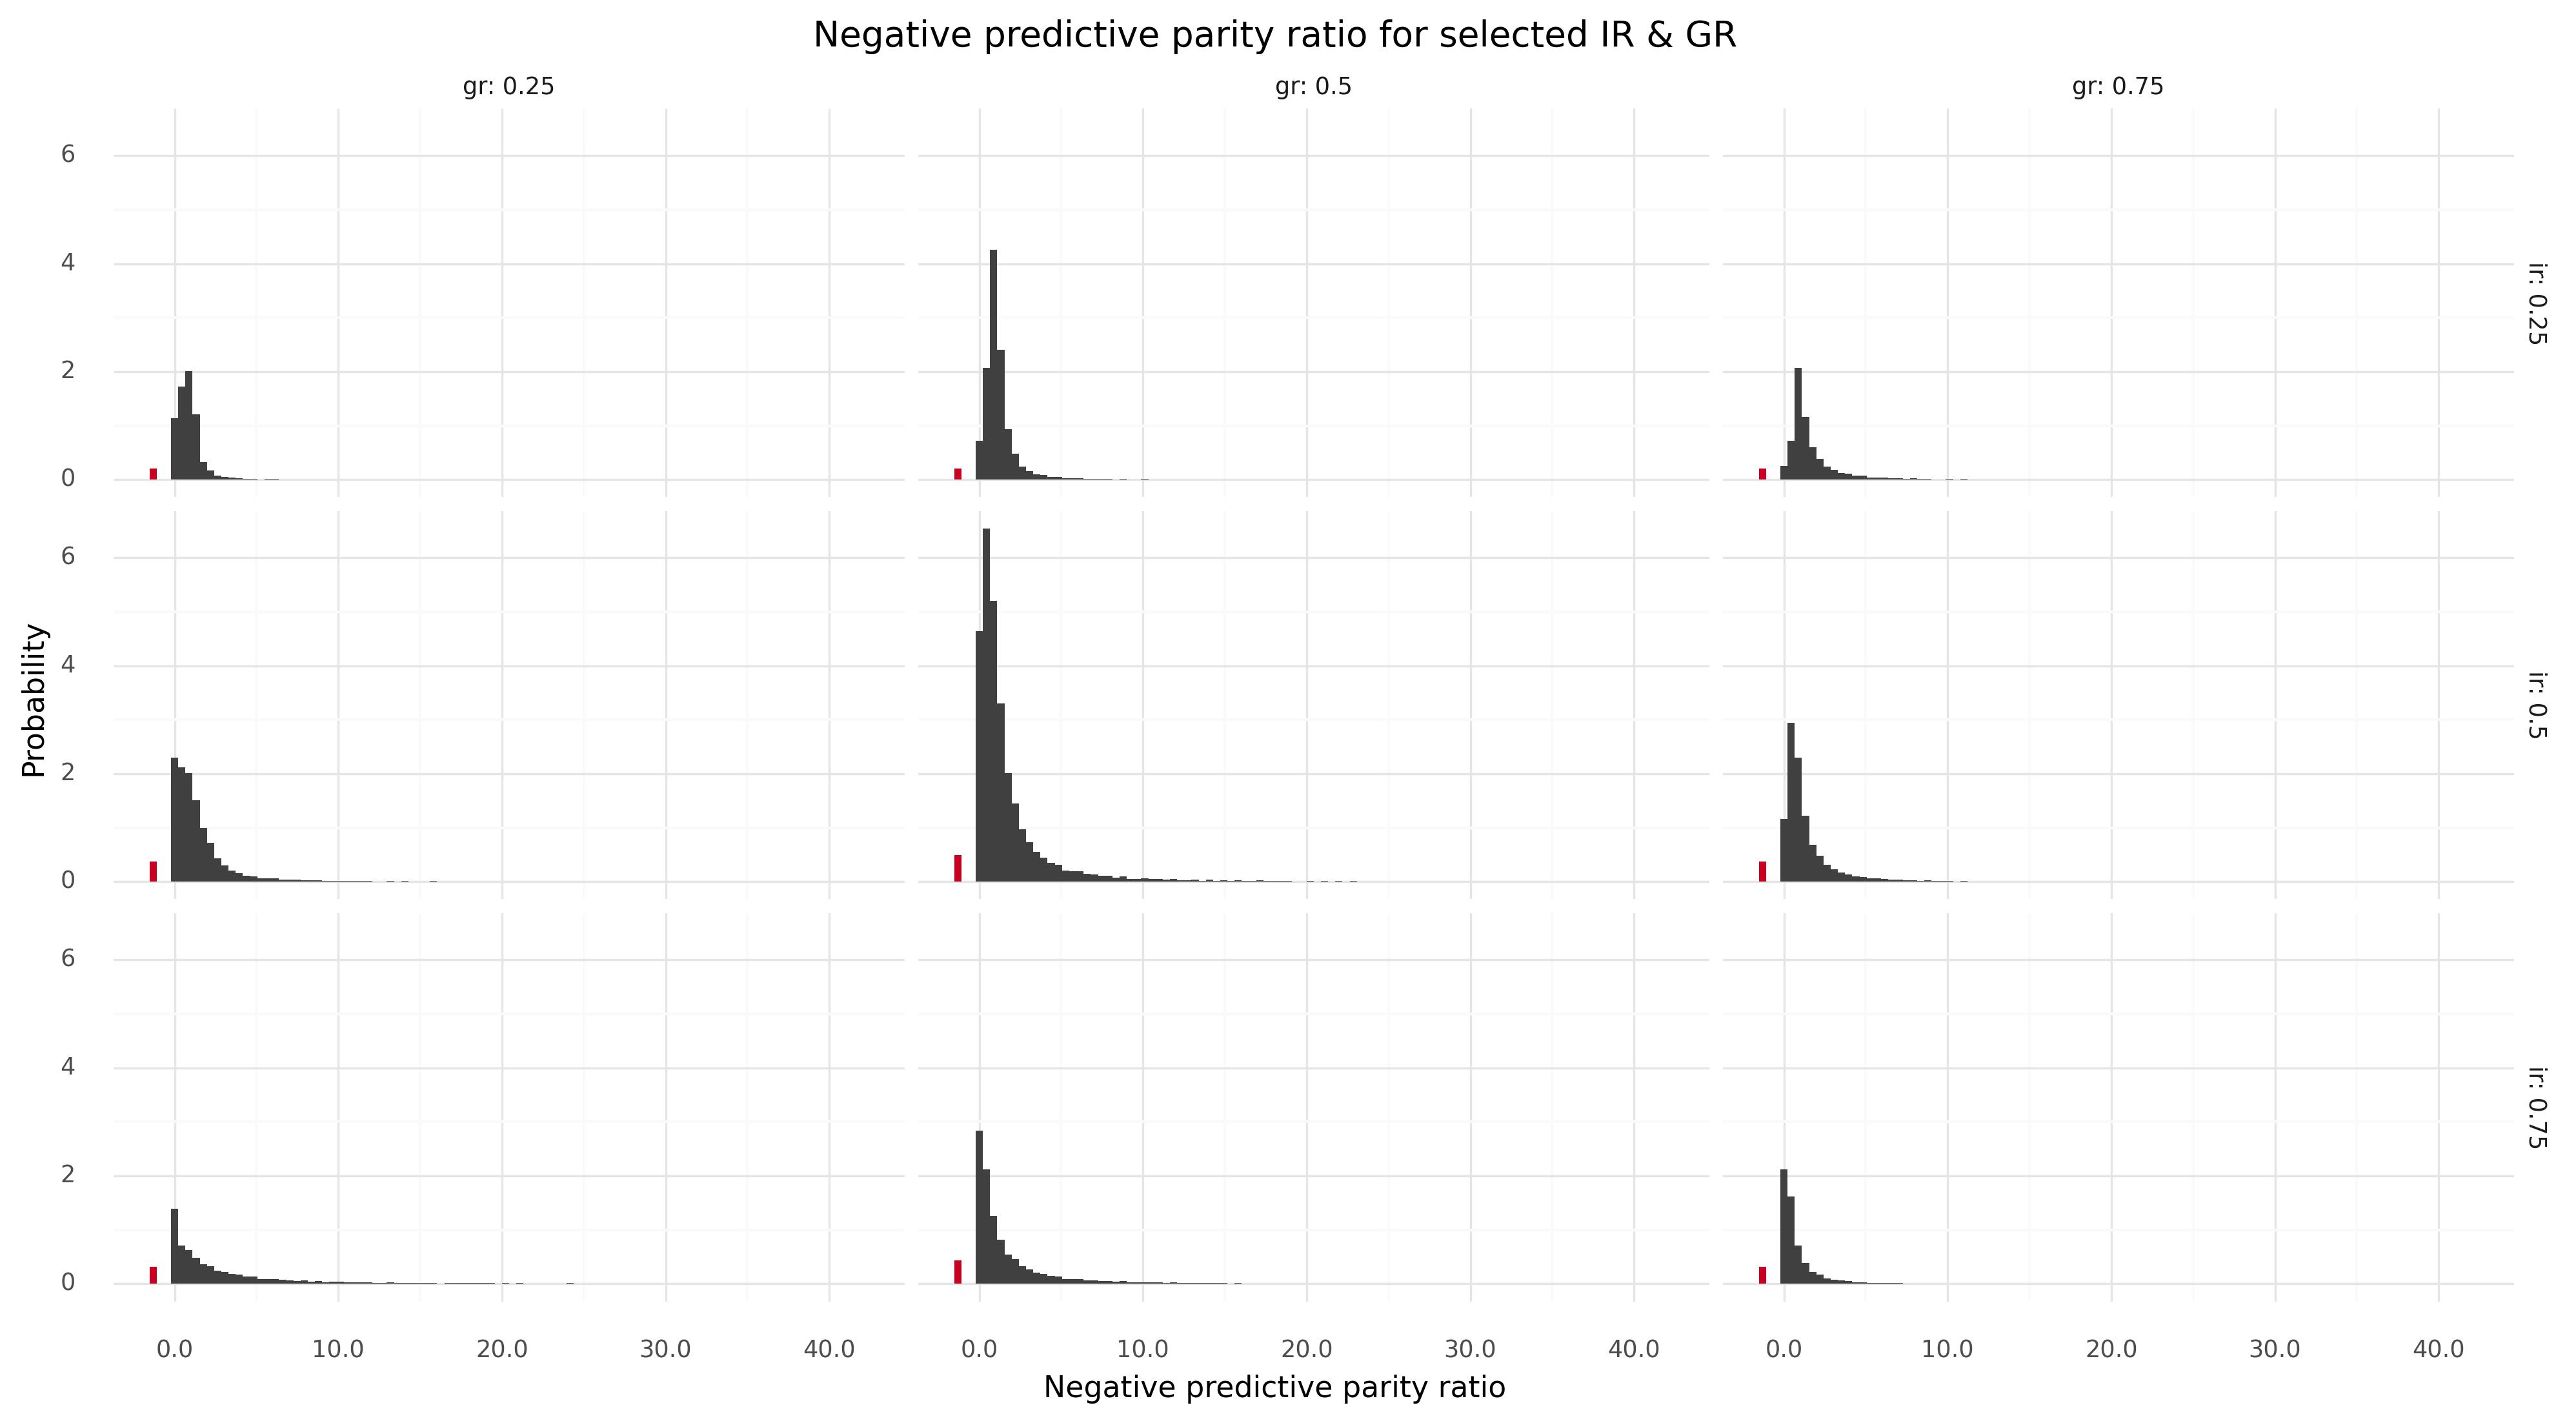 Negative predictive parity ratio for selected IR & GR
gr: 0.25
gr: 0.5
gr: 0.75
6
4
2
0
ir: 0.25
6
4
2
0
ir: 0.5
Probability
6
4
2
0
ir: 0.75
0.0 10.0 20.0 30.0 40.0
0.0 10.0 20.0 30.0 40.0
0.0 10.0 20.0 30.0 40.0
Negative predictive parity ratio